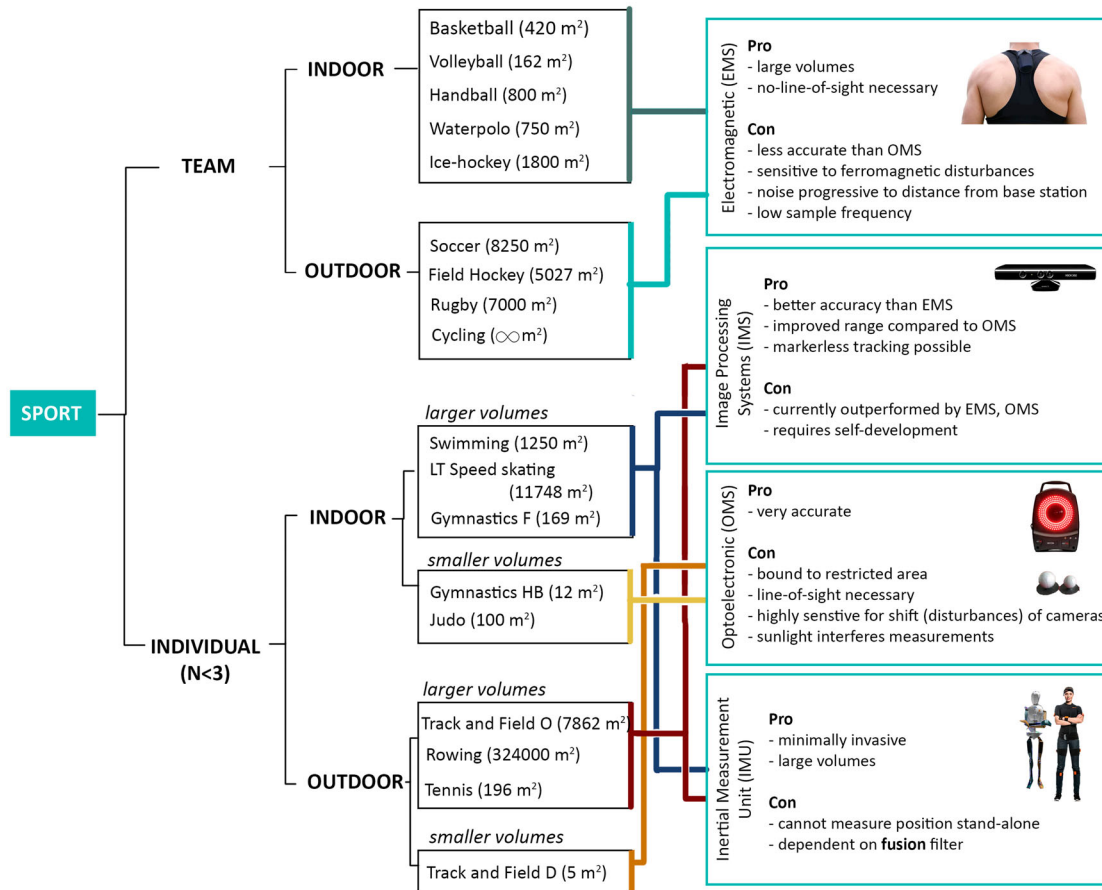 SPORT
TEAM
INDOOR
Basketball (420 m²)
Volleyball (162 m²)
Handball (800 m²)
Waterpolo (750 m²)
Ice-hockey (1800 m²)
OUTDOOR
Soccer (8250 m²)
Field Hockey (5027 m²)
Rugby (7000 m²)
Cycling (∞ m²)
INDIVIDUAL
(N<3)
INDOOR
larger volumes
Swimming (1250 m²)
LT Speed skating
(11748 m²)
Gymnastics F (169 m²)
smaller volumes
Gymnastics HB (12 m²)
Judo (100 m²)
OUTDOOR
larger volumes
Track and Field O (7862 m²)
Rowing (324000 m²)
Tennis (196 m²)
smaller volumes
Track and Field D (5 m²)
Electromagnetic (EMS)
Pro
- large volumes
- no-line-of-sight necessary
Con
- less accurate than OMS
- sensitive to ferromagnetic disturbances
- noise progressive to distance from base station
- low sample frequency
Image Processing
Systems (IMS)
Pro
- better accuracy than EMS
- improved range compared to OMS
- markerless tracking possible
Con
- currently outperformed by EMS, OMS
- requires self-development
Optoelectronic (OMS)
Pro
- very accurate
Con
- bound to restricted area
- line-of-sight necessary
- highly senstive for shift (disturbances) of cameras
- sunlight interferes measurements
Inertial Measurement
Unit (IMU)
Pro
- minimally invasive
- large volumes
Con
- cannot measure position stand-alone
- dependent on fusion filter